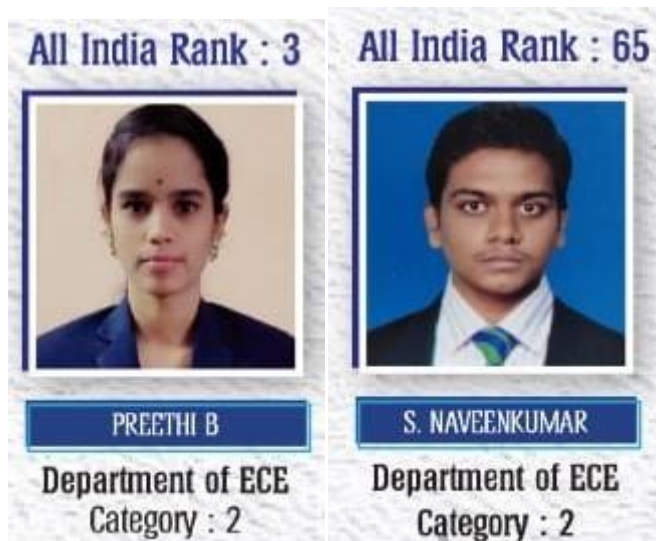 All India Rank : 3
PREETHI B
Department of ECE
Category : 2
All India Rank : 65
S. NAVEENKUMAR
Department of ECE
Category : 2